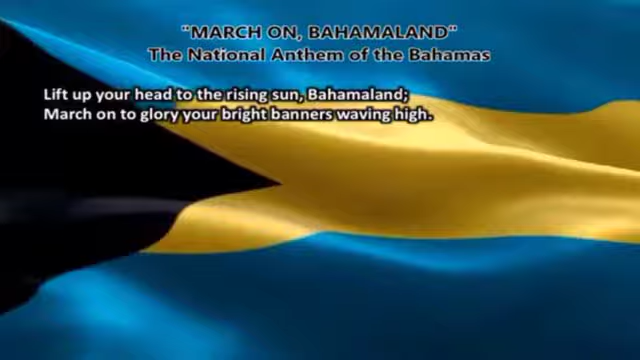 "MARCH ON, BAHAMALAND"
The National Anthem of the Bahamas
Lift up your head to the rising sun, Bahamaland;
March on to glory your bright banners waving high.